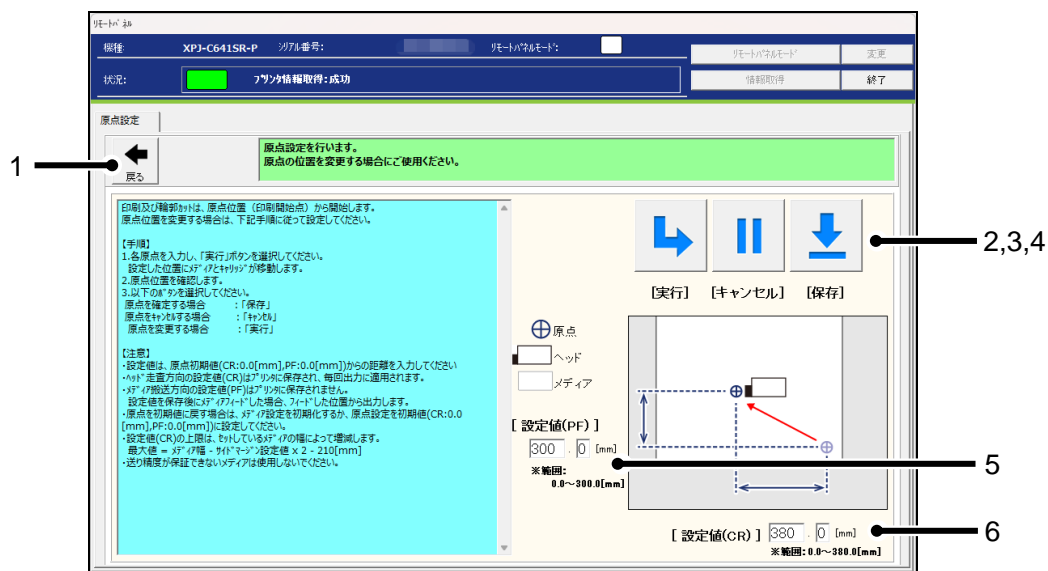 ﾘﾓｰﾄﾊﾟﾈﾙ
機種: XPJ-C641SR-P ｼﾘｱﾙ番号: ﾘﾓｰﾄﾊﾟﾈﾙﾓｰﾄﾞ:
ﾘﾓｰﾄﾊﾟﾈﾙﾓｰﾄﾞ 変更
状況: ﾌﾟﾘﾝﾀ情報取得:成功
情報取得 終了
原点設定
1
戻る
原点設定を行います。
原点の位置を変更する場合にご使用ください。
印刷及び輪郭ｶｯﾄは、原点位置（印刷開始点）から開始します。
原点位置を変更する場合は、下記手順に従って設定してください。
【手順】
1.各原点を入力し、「実行」ボタンを選択してください。
設定した位置にﾒﾃﾞｨｱとｷｬﾘｯｼﾞが移動します。
2.原点位置を確認します。
3.以下のﾎﾞﾀﾝを選択してください。
原点を確定する場合 :「保存」
原点をｷｬﾝｾﾙする場合 :「ｷｬﾝｾﾙ」
原点を変更する場合 :「実行」
【注意】
・設定値は、原点初期値(CR:0.0[mm],PF:0.0[mm])からの距離を入力してください
・ﾍｯﾄﾞ走査方向の設定値(CR)はﾌﾟﾘﾝﾀに保存され、毎回出力に適用されます。
・ﾒﾃﾞｨｱ搬送方向の設定値(PF)はﾌﾟﾘﾝﾀに保存されません。
設定値を保存後にﾒﾃﾞｨｱﾌｨｰﾄﾞした場合、ﾌｨｰﾄﾞした位置から出力します。
・原点を初期値に戻す場合は、ﾒﾃﾞｨｱ設定を初期化するか、原点設定を初期値(CR:0.0
[mm],PF:0.0[mm])に設定してください。
・設定値(CR)の上限は、ｾｯﾄしているﾒﾃﾞｨｱの幅によって増減します。
最大値 = ﾒﾃﾞｨｱ幅 - ｻｲﾄﾞﾏｰｼﾞﾝ設定値 x 2 - 210[mm]
・送り精度が保証できないメディアは使用しないでください。
2,3,4
[実行] [キャンセル] [保存]
原点
ヘッド
メディア
[ 設定値(PF) ]
300 . 0 [mm]
※範囲:
0.0～300.0[mm]
5
[ 設定値(CR) ] 380 . 0 [mm]
※範囲:0.0～380.0[mm]
6